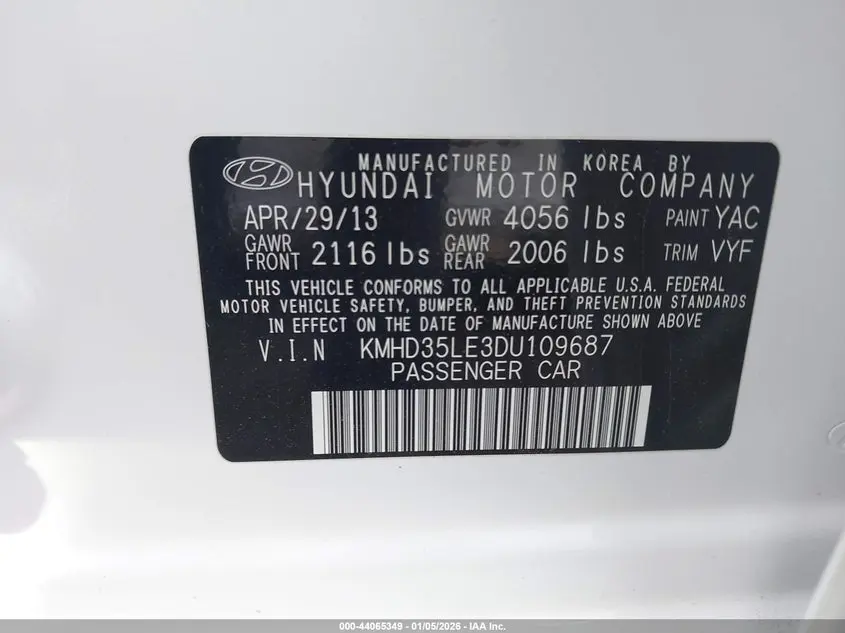 MANUFACTURED IN KOREA BY
HYUNDAI MOTOR COMPANY
APR/29/13 GVWR 4056 lbs PAINT YAC
GAWR FRONT 2116 lbs GAWR REAR 2006 lbs TRIM VYF
THIS VEHICLE CONFORMS TO ALL APPLICABLE U.S.A. FEDERAL
MOTOR VEHICLE SAFETY, BUMPER, AND THEFT PREVENTION STANDARDS
IN EFFECT ON THE DATE OF MANUFACTURE SHOWN ABOVE
V.I.N KMHD35LE3DU109687
PASSENGER CAR
000-44065349 - 01/05/2026 - IAA Inc.